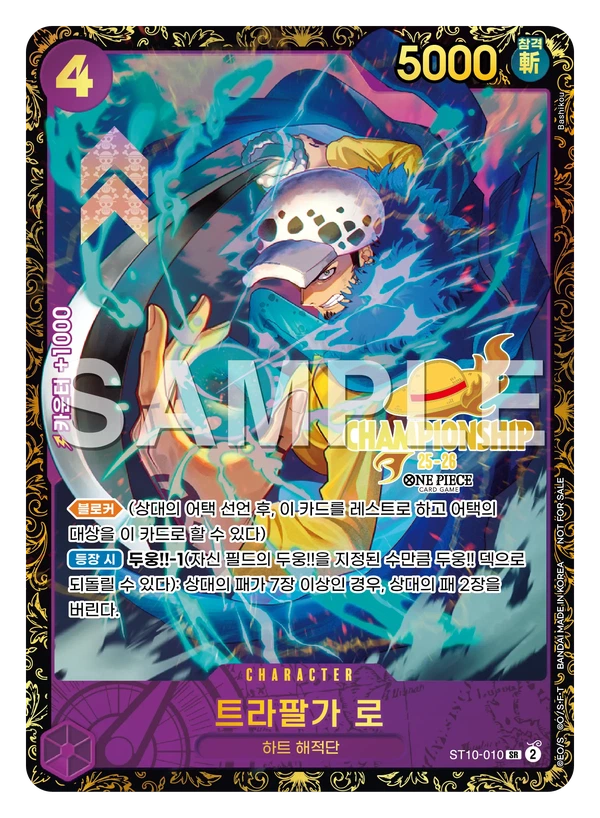 4
5000
참격
斬
Bashikou
카운터 +1000
SAMPLE
CHAMPIONSHIP
25-26
ONE PIECE
CARD GAME
블로커 (상대의 어택 선언 후, 이 카드를 레스트로 하고 어택의
대상을 이 카드로 할 수 있다)
등장 시 두웅!!-1(자신 필드의 두웅!!을 지정된 수만큼 두웅!! 덱으로
되돌릴 수 있다): 상대의 패가 7장 이상인 경우, 상대의 패 2장을
버린다.
CHARACTER
트라팔가 로
하트 해적단
ST10-010 SR 2
©E.O/S. ©O/S·F·T BANDAI MADE IN KOREA NOT FOR SALE